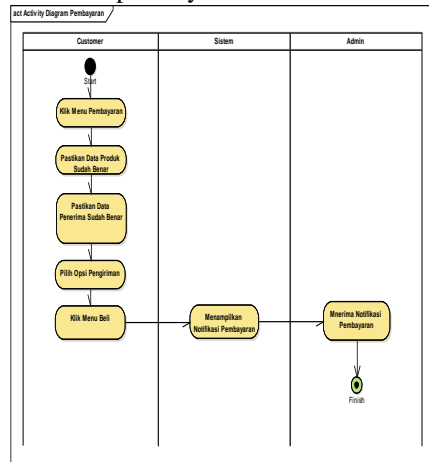 act Activity Diagram Pembayaran
Customer
Sistem
Admin
Start
Klik Menu Pembayaran
Pastikan Data Produk
Sudah Benar
Pastikan Data
Penerima Sudah Benar
Pilih Opsi Pengiriman
Klik Menu Beli
Menampilkan
Notifikasi Pembayaran
Mnerima Notifikasi
Pembayaran
Finish